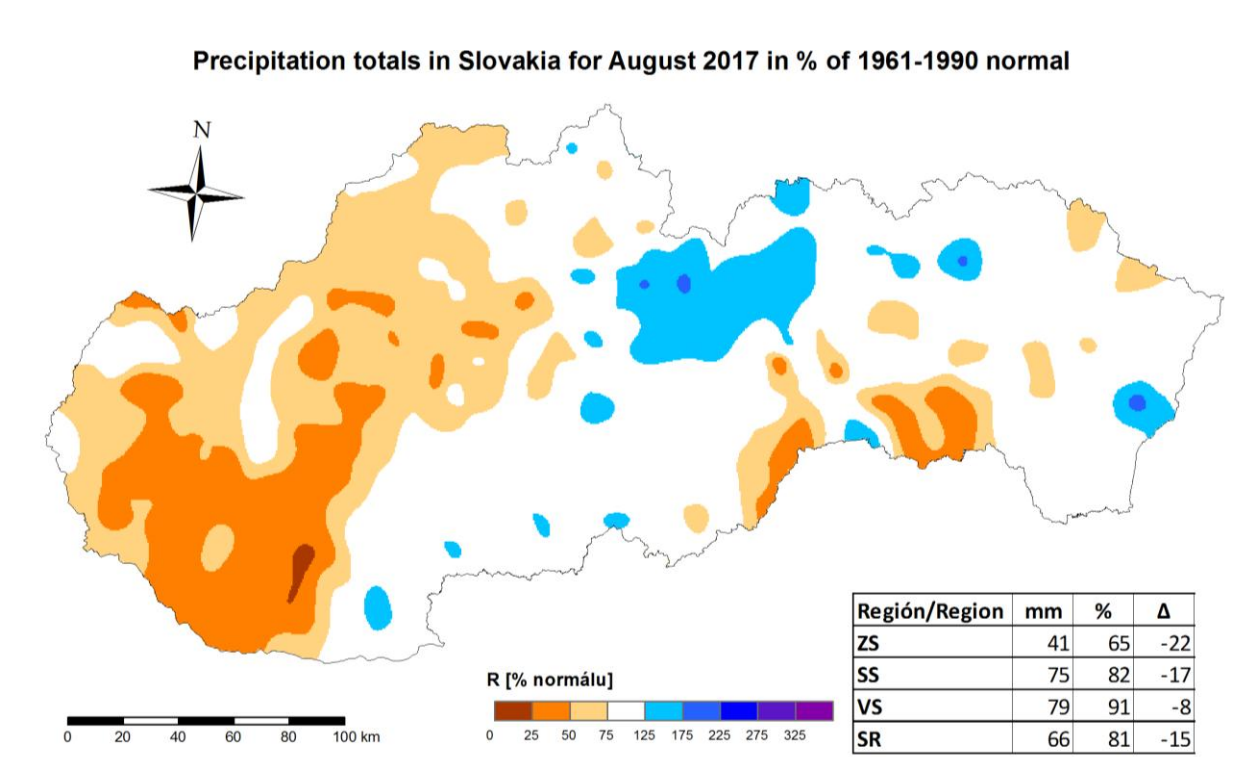 Precipitation totals in Slovakia for August 2017 in % of 1961-1990 normal
N
Región/Region mm % Δ
ZS 41 65 -22
SS 75 82 -17
VS 79 91 -8
SR 66 81 -15
R [% normálu]
0 25 50 75 125 175 225 275 325
0 20 40 60 80 100 km